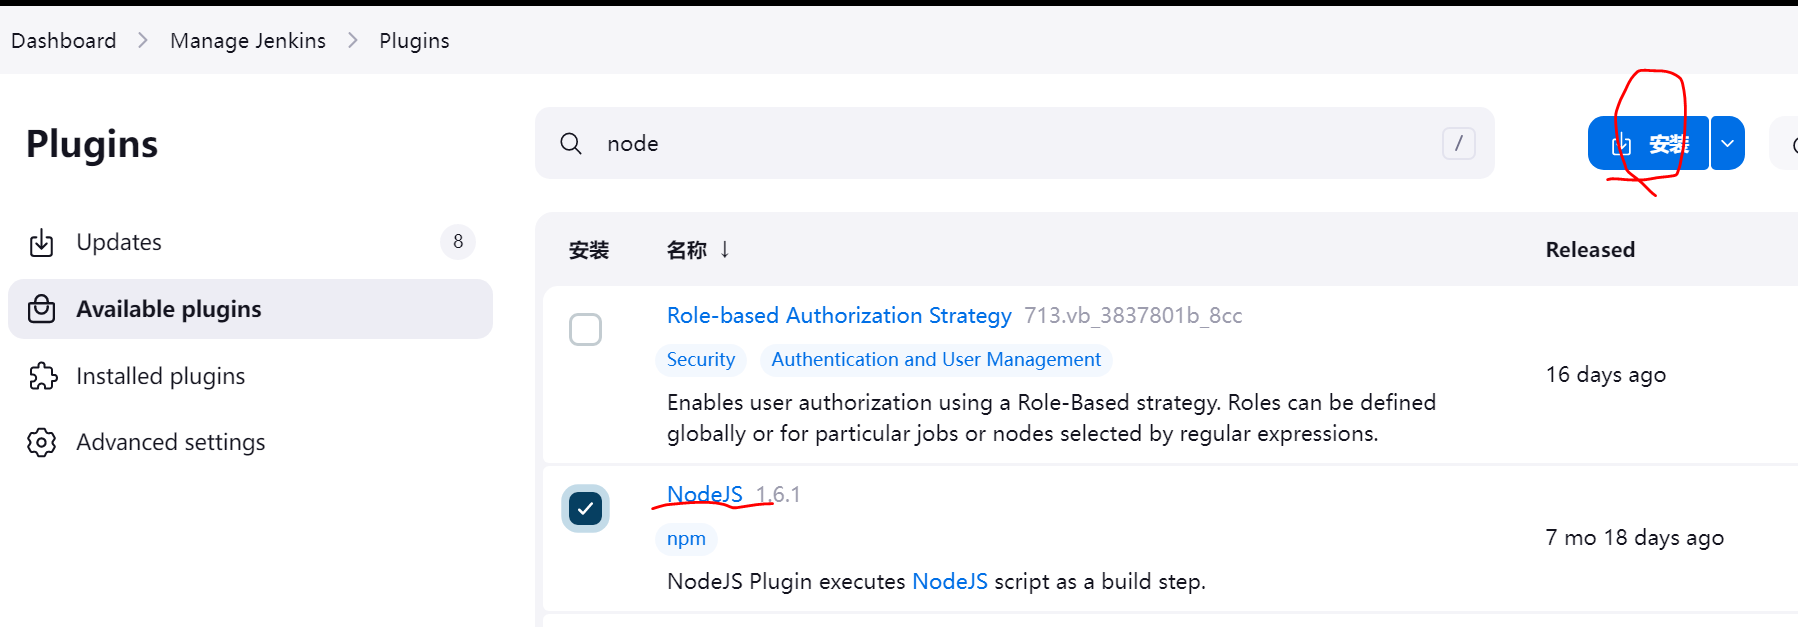 Dashboard > Manage Jenkins > Plugins
Plugins
node /
安装
Updates 8
Available plugins
Installed plugins
Advanced settings
安装 名称 ↓ Released
Role-based Authorization Strategy 713.vb_3837801b_8cc
Security Authentication and User Management
16 days ago
Enables user authorization using a Role-Based strategy. Roles can be defined
globally or for particular jobs or nodes selected by regular expressions.
NodeJS 1.6.1
npm
7 mo 18 days ago
NodeJS Plugin executes NodeJS script as a build step.